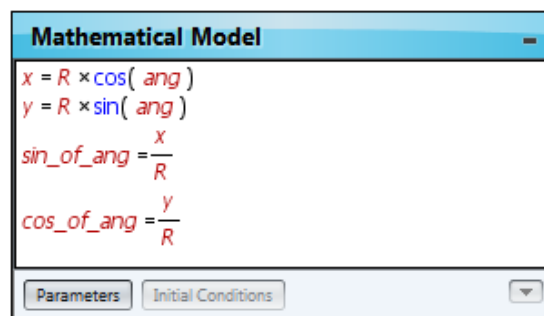 Mathematical Model
x = R × cos( ang )
y = R × sin( ang )
sin_of_ang = x/R
cos_of_ang = y/R
Parameters Initial Conditions